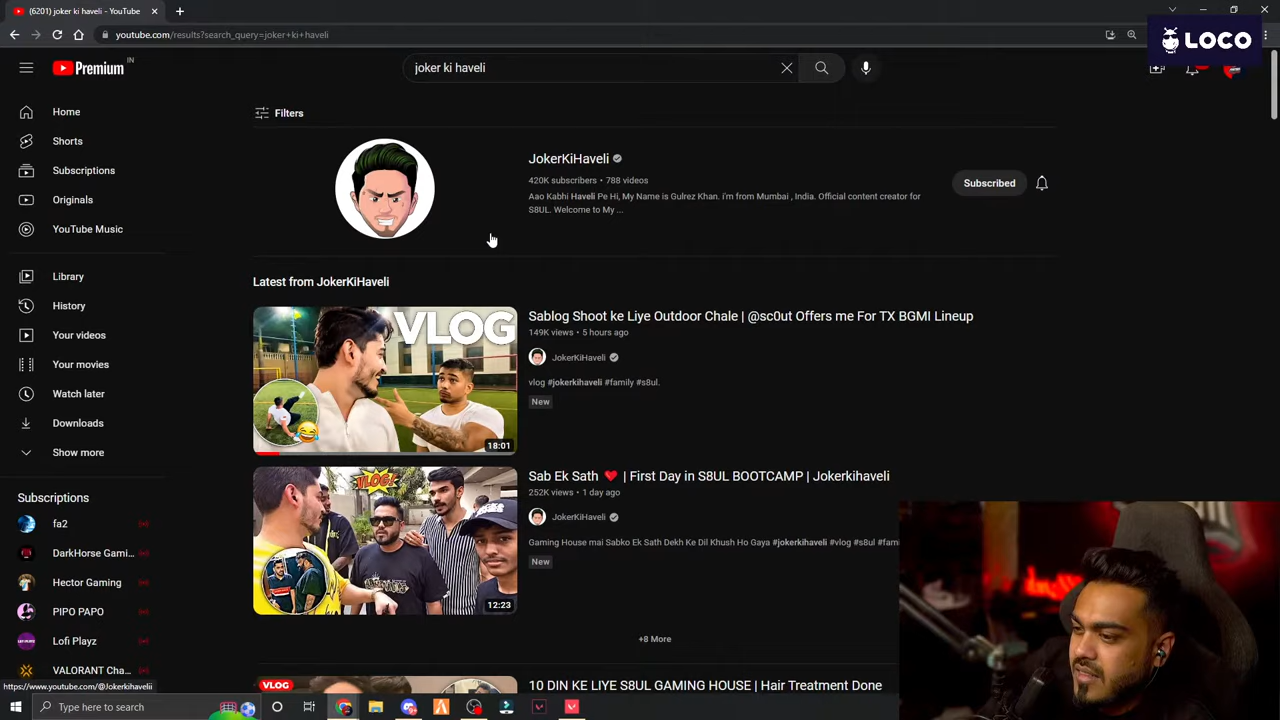 (6201) joker ki haveli - YouTube
youtube.com/results?search_query=joker+ki+haveli
LOCO
Premium IN
joker ki haveli
Home
Shorts
Subscriptions
Originals
YouTube Music
Library
History
Your videos
Your movies
Watch later
Downloads
Show more
Subscriptions
fa2
DarkHorse Gami...
Hector Gaming
PIPO PAPO
Lofi Playz
VALORANT Cha...
Filters
JokerKiHaveli
420K subscribers • 788 videos
Aao Kabhi Haveli Pe Hi, My Name is Gulrez Khan. i'm from Mumbai , India. Official content creator for
S8UL. Welcome to My ...
Subscribed
Latest from JokerKiHaveli
VLOG
18:01
Sablog Shoot ke Liye Outdoor Chale | @sc0ut Offers me For TX BGMI Lineup
149K views • 5 hours ago
JokerKiHaveli
vlog #jokerkihaveli #family #s8ul.
New
VLOG!
12:23
Sab Ek Sath ❤️ | First Day in S8UL BOOTCAMP | Jokerkihaveli
252K views • 1 day ago
JokerKiHaveli
Gaming House mai Sabko Ek Sath Dekh Ke Dil Khush Ho Gaya #jokerkihaveli #vlog #s8ul #fami
New
+8 More
VLOG
10 DIN KE LIYE S8UL GAMING HOUSE | Hair Treatment Done
https://www.youtube.com/@Jokerkihavelii
Type here to search